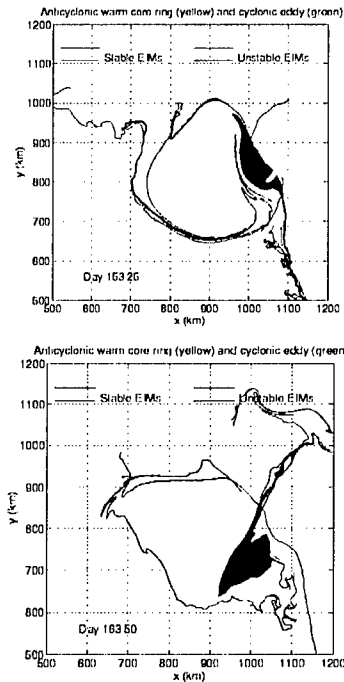 Anticyclonic warm core ring (yellow) and cyclonic eddy (green)
1200
1100
1000
900
800
700
600
500
Stable EIMs
Unstable EIMs
y (km)
Day 163.25
500 600 700 800 900 1000 1100 1200
x (km)
Anticyclonic warm core ring (yellow) and cyclonic eddy (green
1200
1100
1000
900
800
700
600
500
Stable EIMs
Unstable EIMs
y (km)
Day 163.50
500 600 700 800 900 1000 1100 1200
x (km)